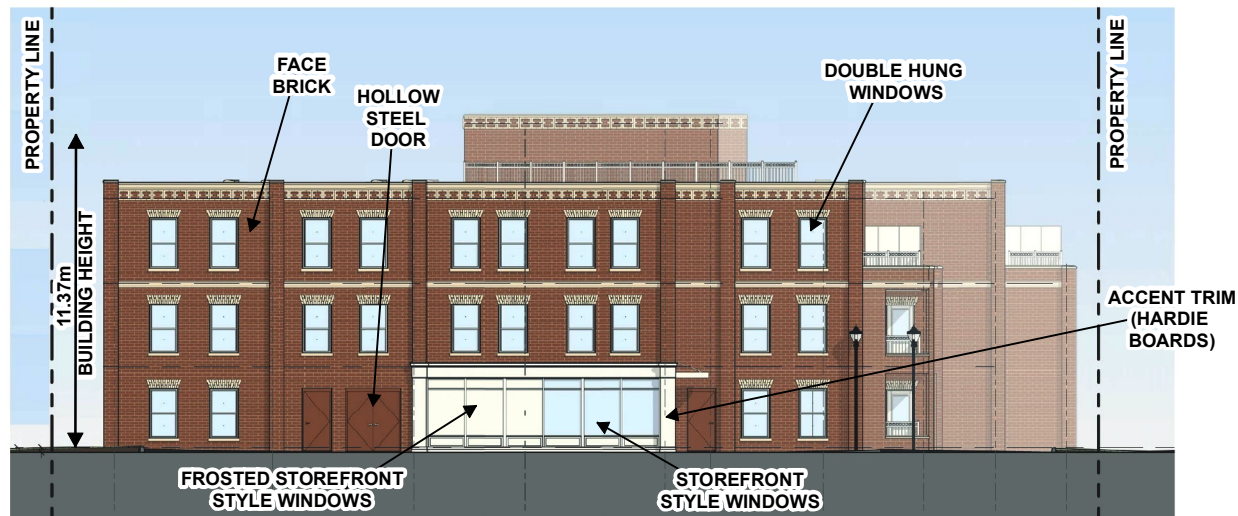 PROPERTY LINE
FACE
BRICK
HOLLOW
STEEL
DOOR
DOUBLE HUNG
WINDOWS
PROPERTY LINE
11.37m
BUILDING HEIGHT
ACCENT TRIM
(HARDIE
BOARDS)
FROSTED STOREFRONT
STYLE WINDOWS
STOREFRONT
STYLE WINDOWS